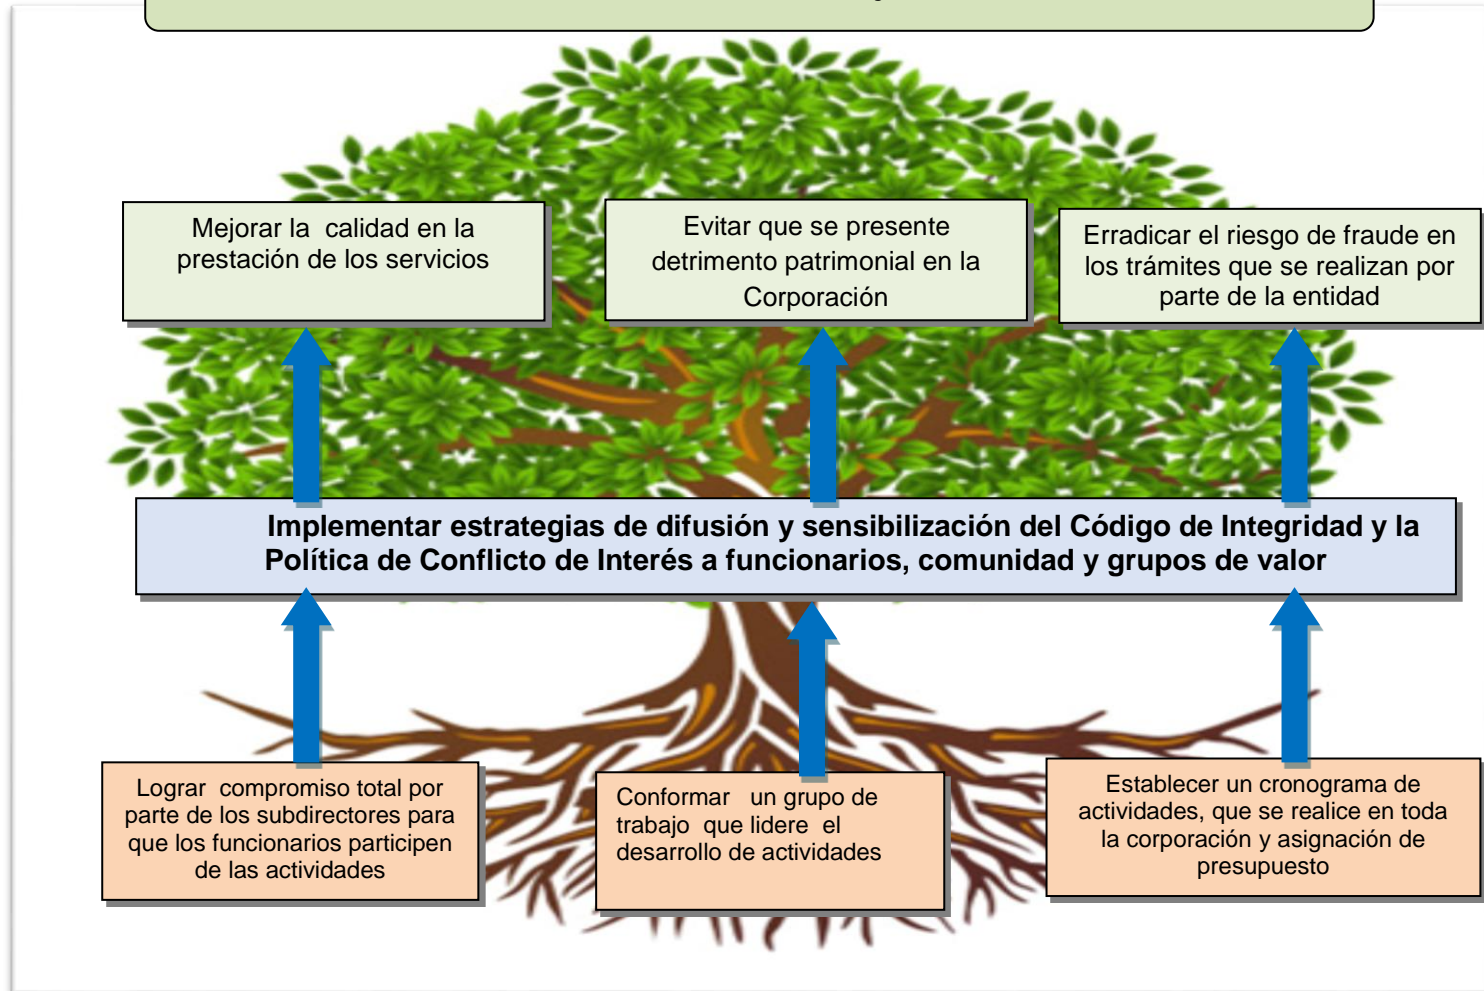 Mejorar la calidad en la
prestación de los servicios
Evitar que se presente
detrimento patrimonial en la
Corporación
Erradicar el riesgo de fraude en
los trámites que se realizan por
parte de la entidad
Implementar estrategias de difusión y sensibilización del Código de Integridad y la
Política de Conflicto de Interés a funcionarios, comunidad y grupos de valor
Lograr compromiso total por
parte de los subdirectores para
que los funcionarios participen
de las actividades
Conformar un grupo de
trabajo que lidere el
desarrollo de actividades
Establecer un cronograma de
actividades, que se realice en toda
la corporación y asignación de
presupuesto